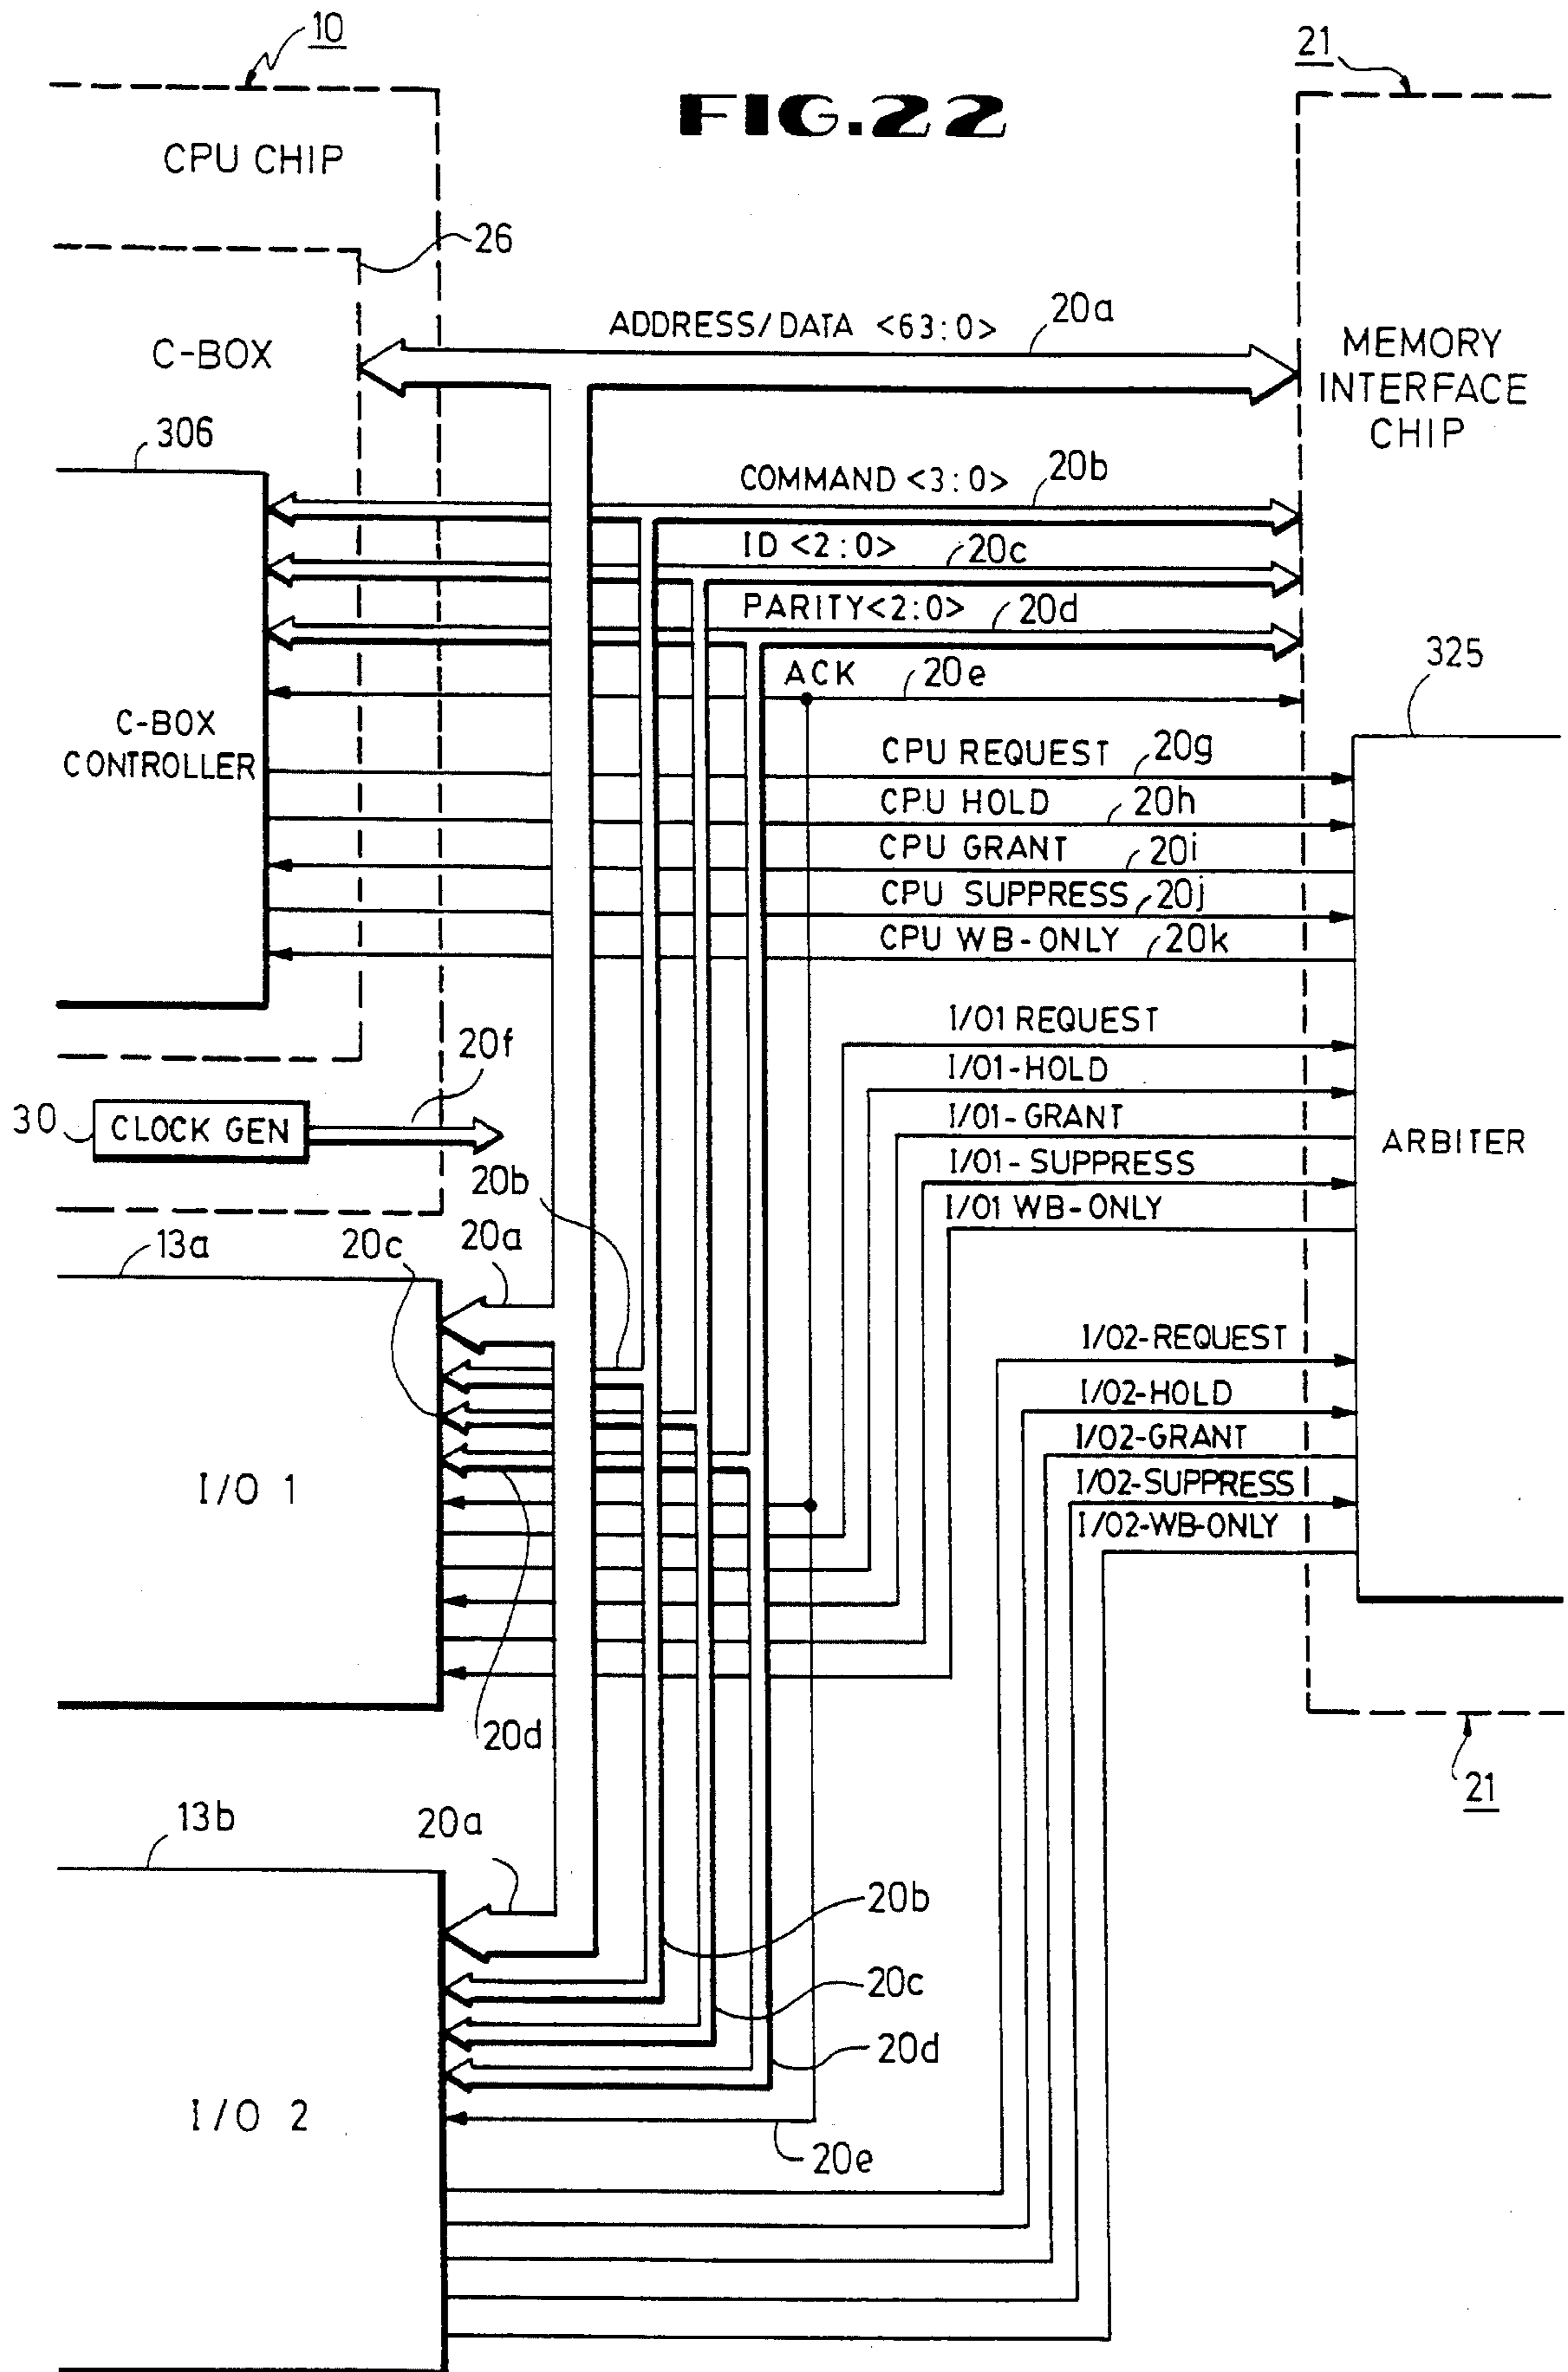 10
21
FIG.22
CPU CHIP
26
ADDRESS/DATA <63:0>
20a
C-BOX
MEMORY
INTERFACE
CHIP
306
COMMAND <3:0>
20b
ID <2:0>
20c
PARITY<2:0>
20d
ACK
20e
325
C-BOX
CONTROLLER
CPU REQUEST
20g
CPU HOLD
20h
CPU GRANT
20i
CPU SUPPRESS
20j
CPU WB-ONLY
20k
I/O1 REQUEST
I/O1-HOLD
I/O1-GRANT
I/O1-SUPPRESS
I/O1 WB-ONLY
ARBITER
20f
30
CLOCK GEN
20b
13a
20c
20a
I/O2-REQUEST
I/O2-HOLD
I/O2-GRANT
I/O2-SUPPRESS
I/O2-WB-ONLY
I/O 1
20d
21
13b
20a
20b
20c
20d
I/O 2
20e